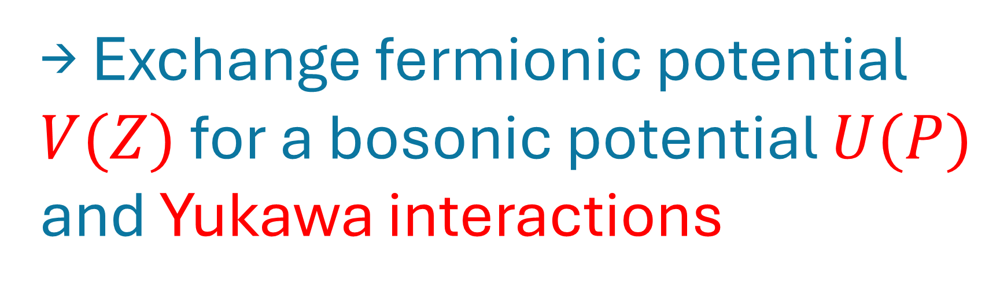 → Exchange fermionic potential
V(Z) for a bosonic potential U(P)
and Yukawa interactions